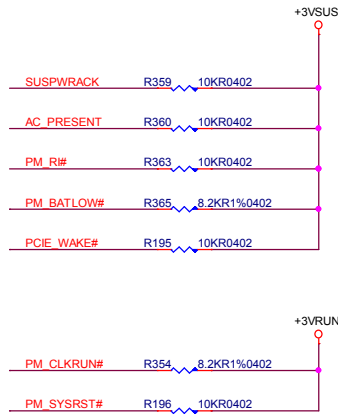 +3VSUS
SUSPWRACK R359 10KR0402
AC_PRESENT R360 10KR0402
PM_RI# R363 10KR0402
PM_BATLOW# R365 8.2KR1%0402
PCIE_WAKE# R195 10KR0402
+3VRUN
PM_CLKRUN# R354 8.2KR1%0402
PM_SYSRST# R196 10KR0402